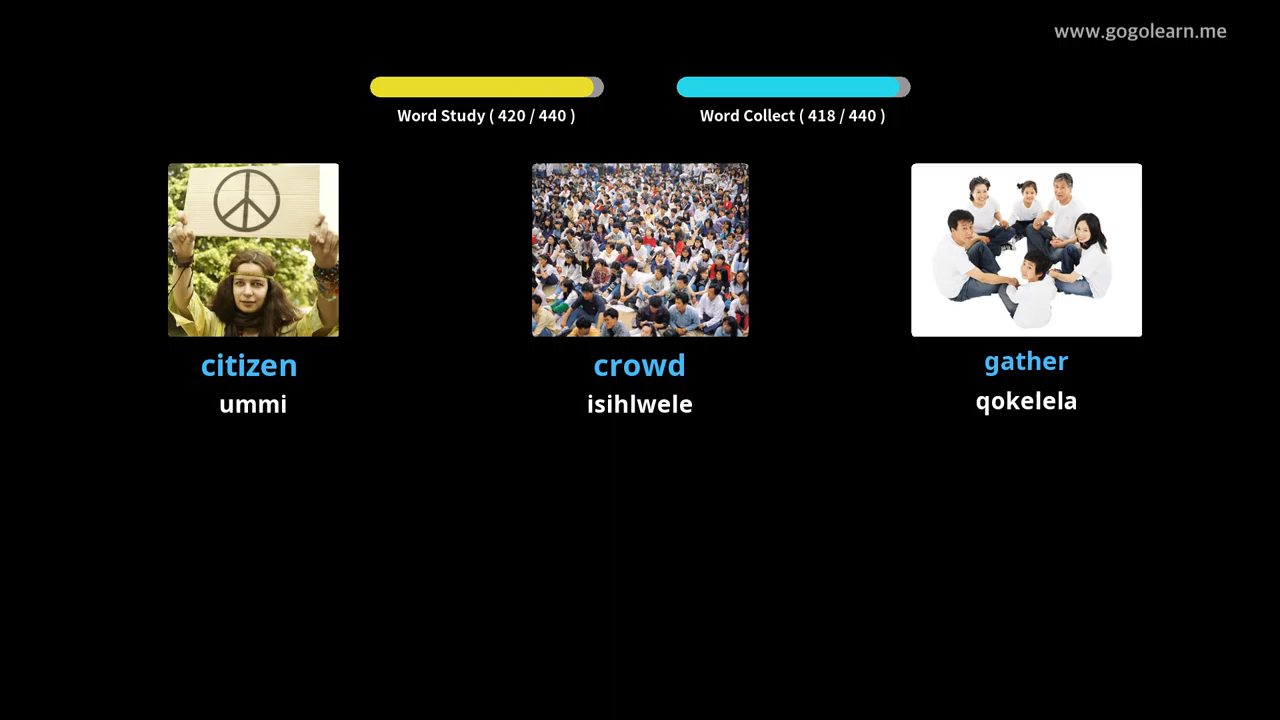 www.gogolearn.me
Word Study ( 420 / 440 )
Word Collect ( 418 / 440 )
citizen
ummi
crowd
isihlwele
gather
qokelela